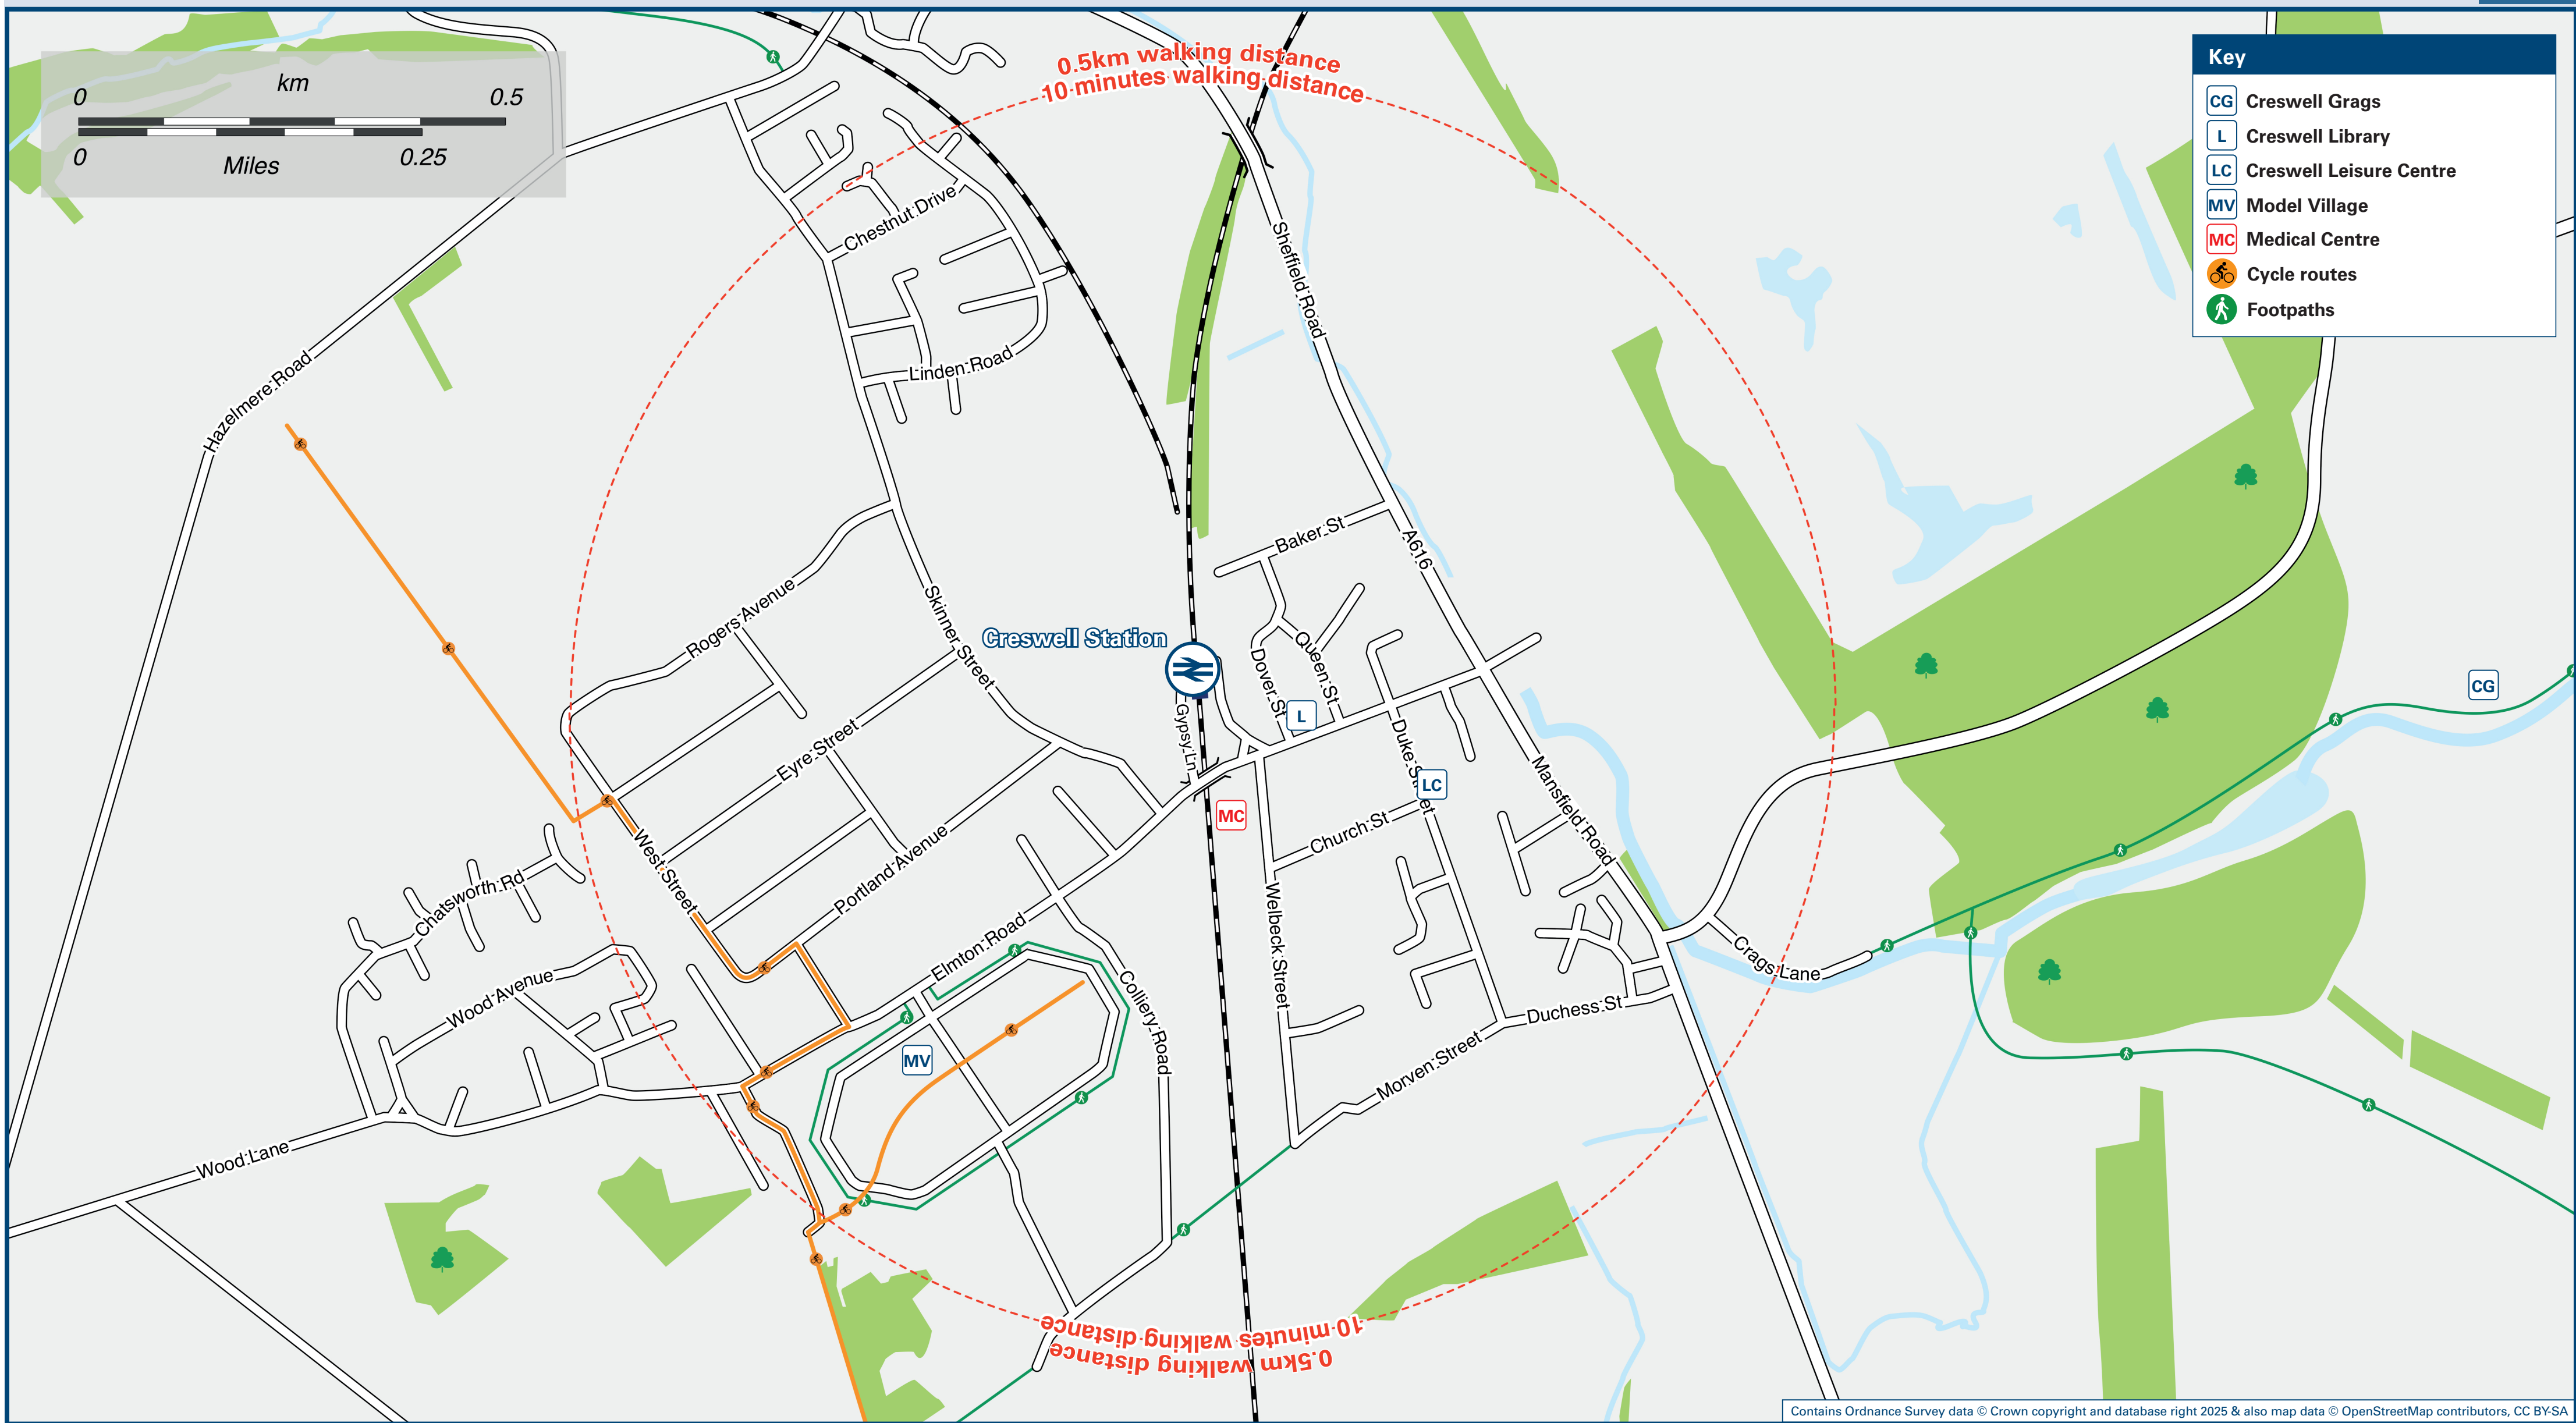 0.5km walking distance
10 minutes walking distance
km
0
0.5
0
Miles
0.25
Key
CG Creswell Grags
L Creswell Library
LC Creswell Leisure Centre
MV Model Village
MC Medical Centre
Cycle routes
Footpaths
Chestnut Drive
Sheffield Road
Linden Road
Hazelmere Road
Baker St
A616
Rogers Avenue
Skinner Street
Creswell Station
Queen St
Dover St
L
CG
Gypsy Ln
Eyre Street
Duke Street
LC
Mansfield Road
MC
Church St
West Street
Portland Avenue
Chatsworth Rd
Welbeck Street
Elmton Road
Crags Lane
Wood Avenue
Colliery Road
Duchess St
MV
Morven Street
Wood Lane
10 minutes walking distance
0.5km walking distance
Contains Ordnance Survey data © Crown copyright and database right 2025 & also map data © OpenStreetMap contributors, CC BY-SA